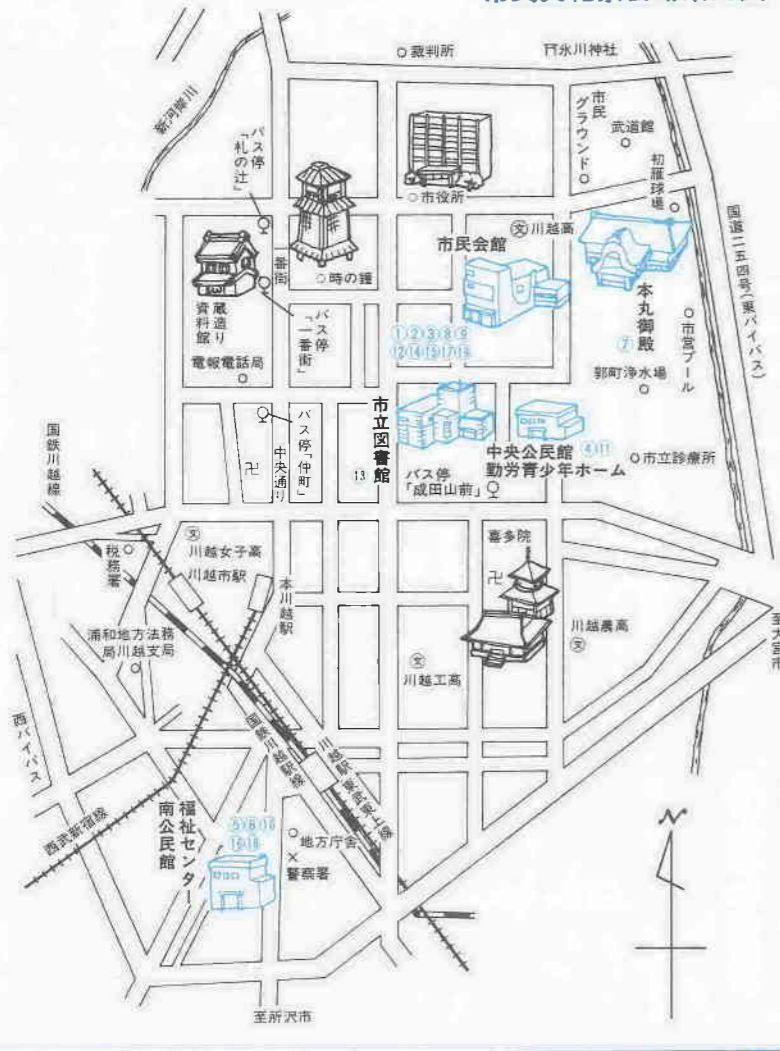 裁判所
氷川神社
新河岸川
バス停
「札の辻」
市民
グラウンド
武道館
初雁球場
市役所
文 川越高
市民会館
国道二五四号(東バイパス)
一番街
時の鐘
蔵造り
資料館
バス停
「一番街」
本丸御殿
⑦
市営プール
電報電話局
①②③⑧⑨
郭町浄水場
市立図書館
⑬
中央公民館 ④⑪
勤労青少年ホーム
市立診療所
バス停「仲町」
中央通り
卍
バス停
「成田山前」
国鉄川越線
税務署
文
川越女子高
川越市駅
本川越駅
喜多院
卍
浦和地方法務
局川越支局
川越農高
文
文
川越工高
至大宮市
西バイパス
国鉄川越線
川越駅
東武東上線
西武新宿線
福祉センター
南公民館
地方庁舎
×
警察署
N
至所沢市